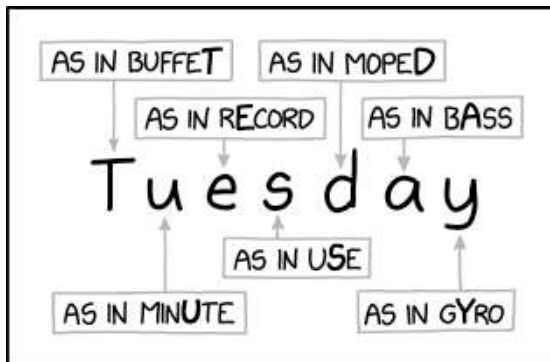 AS IN BUFFET
AS IN MOPED
AS IN RECORD
AS IN BASS
Tuesday
AS IN USE
AS IN MINUTE
AS IN GYRO